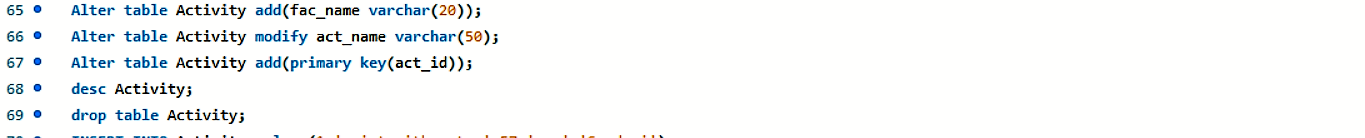 65 Alter table Activity add(fac_name varchar(20));
66 Alter table Activity modify act_name varchar(50);
67 Alter table Activity add(primary key(act_id));
68 desc Activity;
69 drop table Activity;